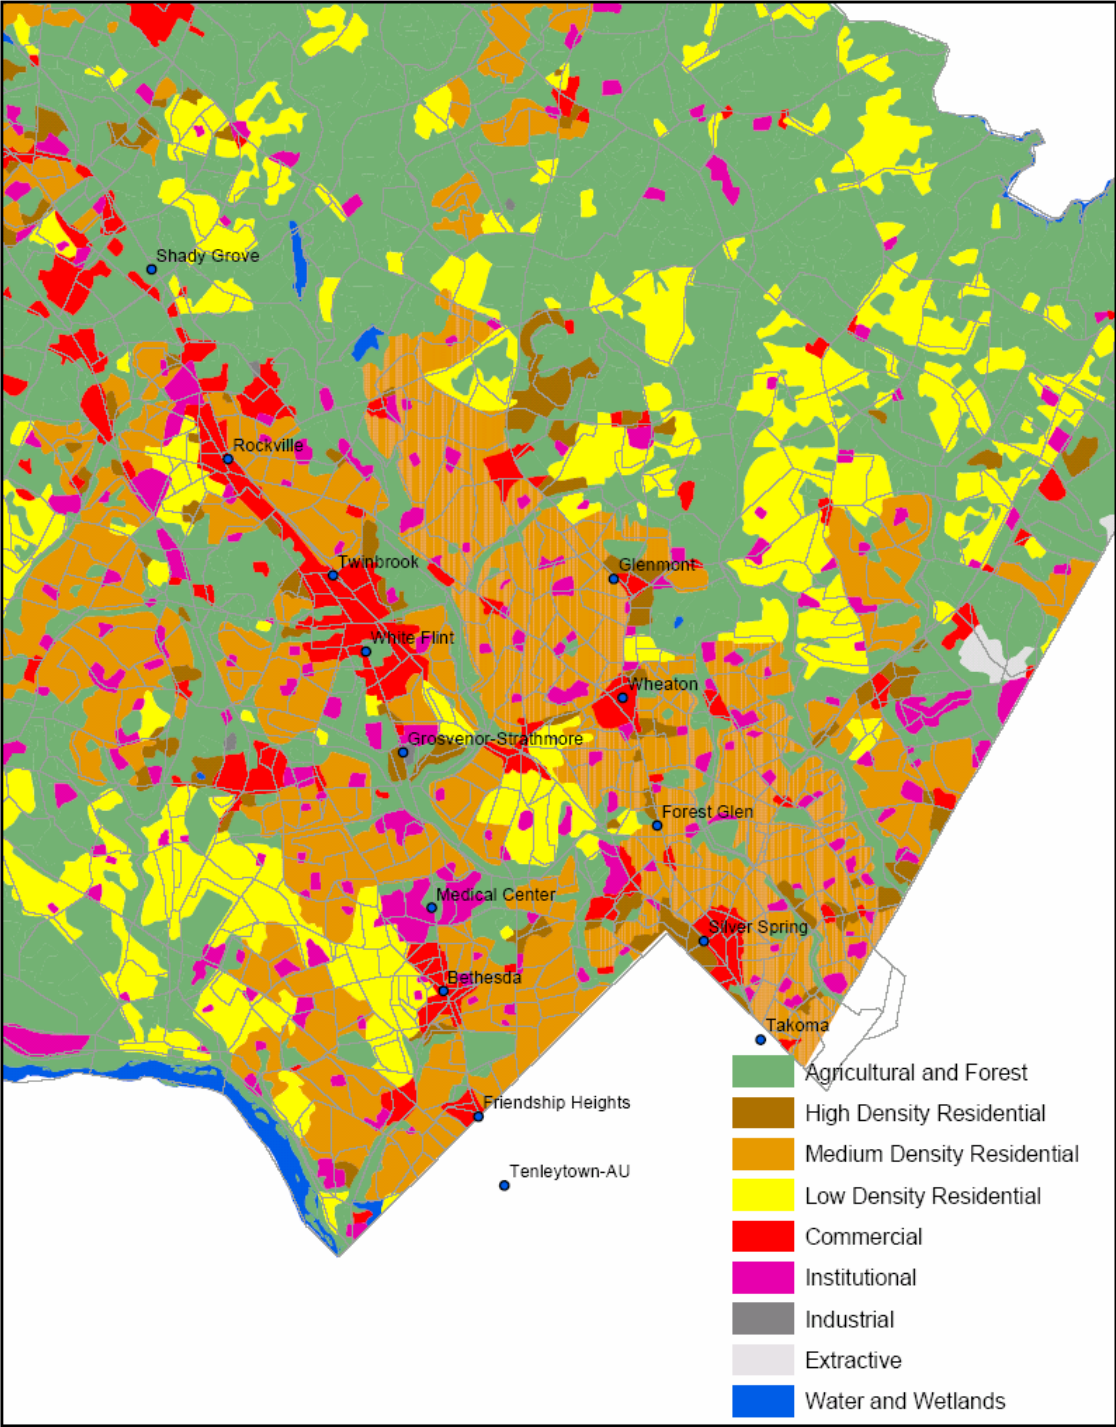 Shady Grove
Rockville
Twinbrook
Glenmont
White Flint
Wheaton
Grosvenor-Strathmore
Forest Glen
Medical Center
Silver Spring
Bethesda
Takoma
Friendship Heights
Tenleytown-AU
Agricultural and Forest
High Density Residential
Medium Density Residential
Low Density Residential
Commercial
Institutional
Industrial
Extractive
Water and Wetlands